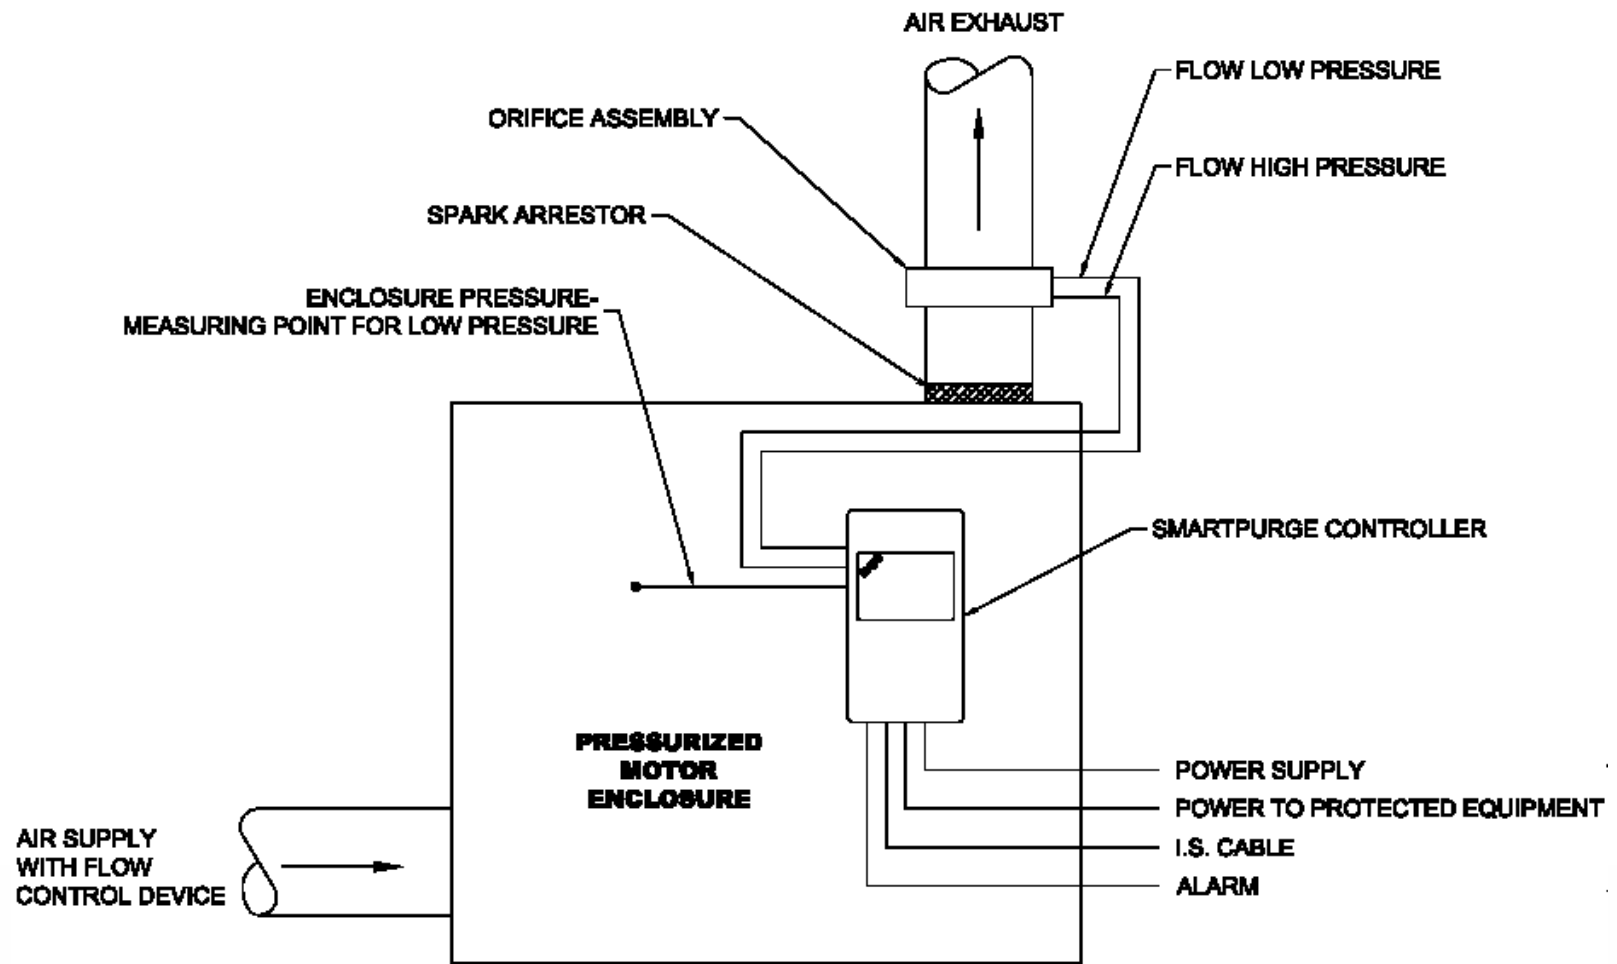 AIR EXHAUST
FLOW LOW PRESSURE
ORIFICE ASSEMBLY
FLOW HIGH PRESSURE
SPARK ARRESTOR
ENCLOSURE PRESSURE-
MEASURING POINT FOR LOW PRESSURE
SMARTPURGE CONTROLLER
PRESSURIZED
MOTOR
ENCLOSURE
POWER SUPPLY
POWER TO PROTECTED EQUIPMENT
I.S. CABLE
ALARM
AIR SUPPLY
WITH FLOW
CONTROL DEVICE